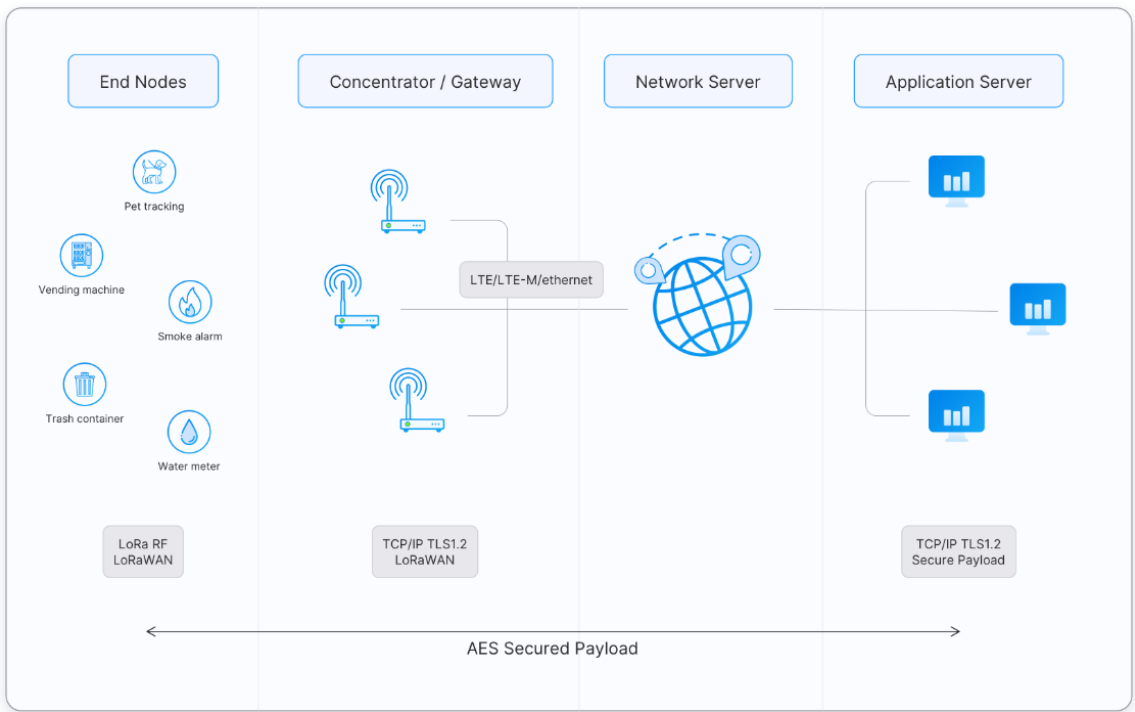 End Nodes
Concentrator / Gateway
Network Server
Application Server
Pet tracking
Vending machine
Smoke alarm
Trash container
Water meter
LTE/LTE-M/ethernet
LoRa RF
LoRaWAN
TCP/IP TLS1.2
LoRaWAN
TCP/IP TLS1.2
Secure Payload
AES Secured Payload